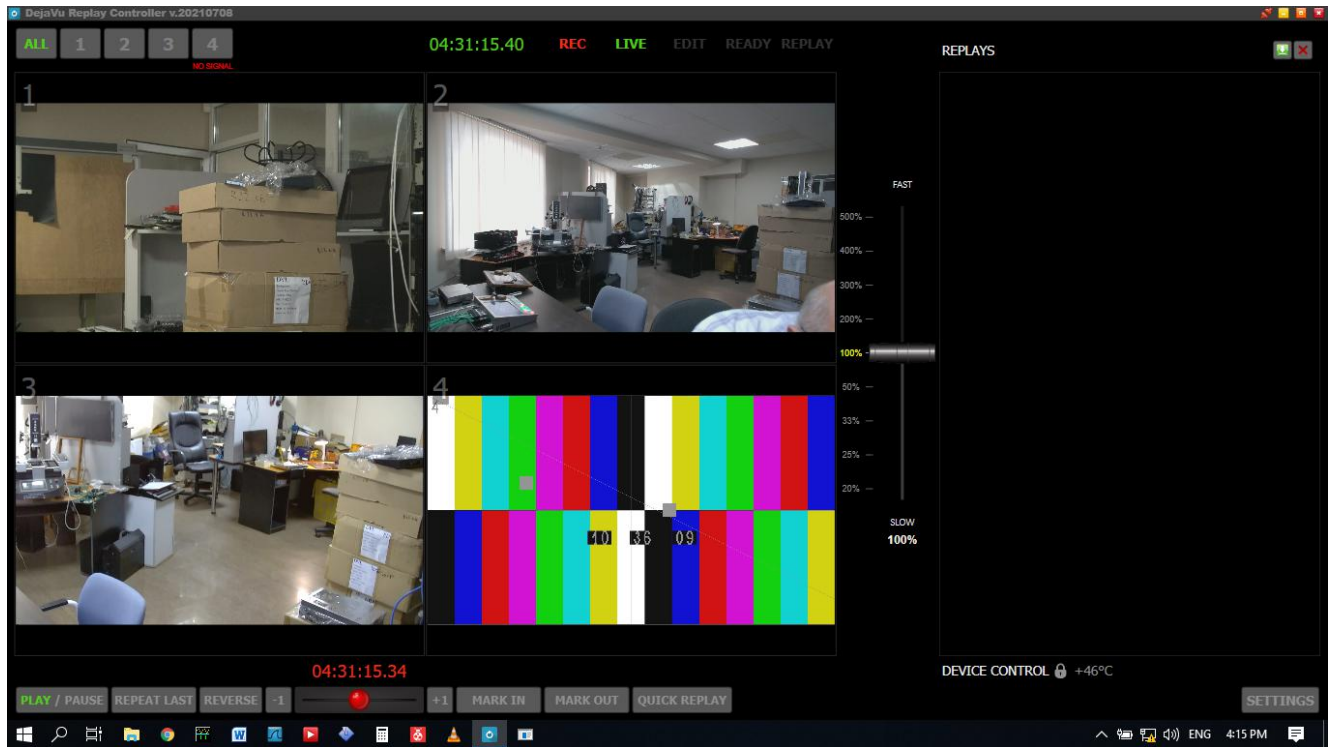 DejaVu Replay Controller v.20210708
ALL 1 2 3 4
NO SIGNAL
04:31:15.40 REC LIVE EDIT READY REPLAY
REPLAYS
1
2
FAST
500%
400%
300%
200%
100%
50%
33%
25%
20%
SLOW
100%
3
4
4
10 36 09
04:31:15.34
DEVICE CONTROL +46°C
PLAY / PAUSE REPEAT LAST REVERSE -1 +1 MARK IN MARK OUT QUICK REPLAY SETTINGS
ENG 4:15 PM